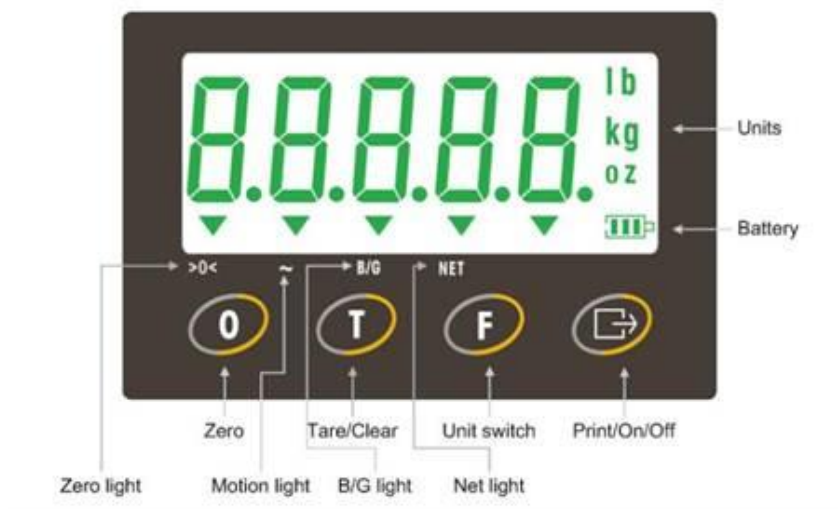 8.8.8.8.8.
lb
kg
oz
Units
Battery
>0< ~ B/G NET
0 T F
Zero Tare/Clear Unit switch Print/On/Off
Zero light Motion light B/G light Net light